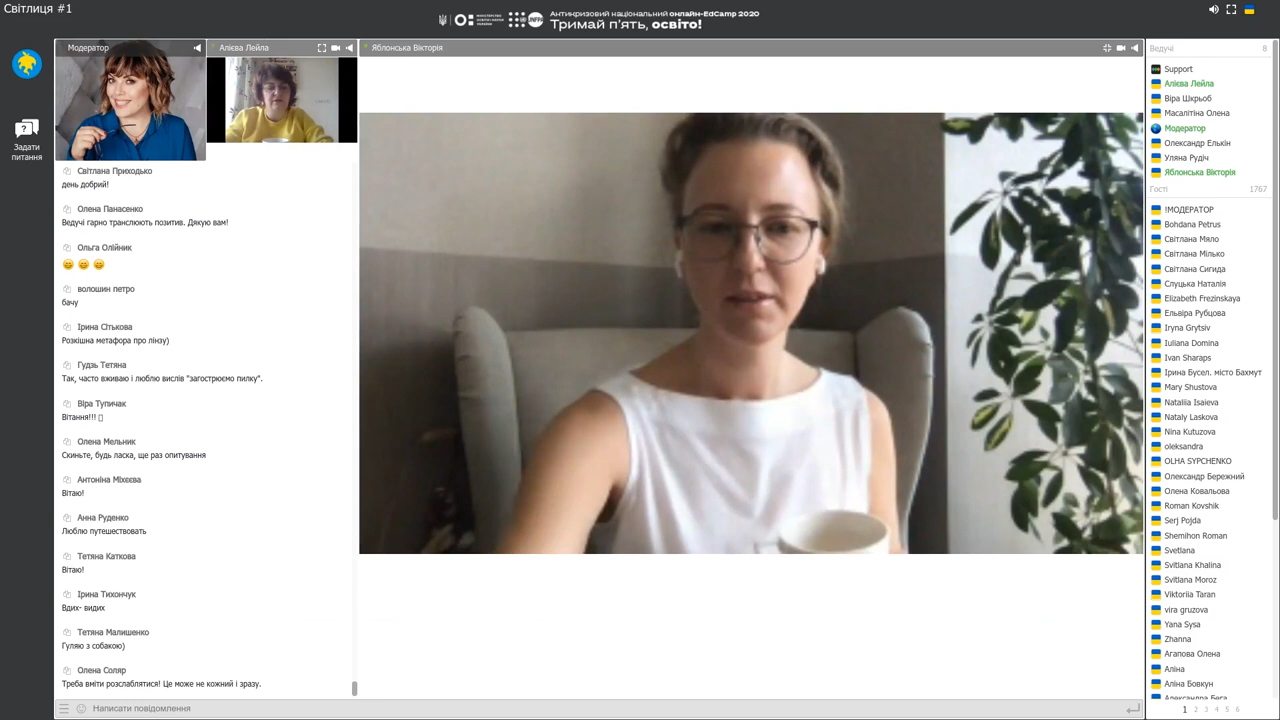 Світлиця #1
МІНІСТЕРСТВО ОСВІТИ І НАУКИ УКРАЇНИ
Антикризовий національний онлайн-EdCamp 2020
Тримай п'ять, освіто!
Задати питання
Модератор
Алієва Лейла
Яблонська Вікторія
Світлана Приходько
день добрий!
Олена Панасенко
Ведучі гарно транслюють позитив. Дякую вам!
Ольга Олійник
волошин петро
бачу
Ірина Сітькова
Розкішна метафора про лінзу)
Гудзь Тетяна
Так, часто вживаю і люблю вислів "загострюємо пилку".
Віра Тупичак
Вітання!!!
Олена Мельник
Скиньте, будь ласка, ще раз опитування
Антоніна Міхєєва
Вітаю!
Анна Руденко
Люблю путешествовать
Тетяна Каткова
Вітаю!
Ірина Тихончук
Вдих- видих
Тетяна Малишенко
Гуляю з собакою)
Олена Соляр
Треба вміти розслаблятися! Це може не кожний і зразу.
Написати повідомлення
Ведучі 8
Support
Алієва Лейла
Віра Шкрьоб
Масалітіна Олена
Модератор
Олександр Елькін
Уляна Рудіч
Яблонська Вікторія
Гості 1767
!МОДЕРАТОР
Bohdana Petrus
Світлана Мяло
Світлана Мілько
Світлана Сигида
Слуцька Наталія
Elizabeth Frezinskaya
Ельвіра Рубцова
Iryna Grytsiv
Iuliana Domina
Ivan Sharaps
Ірина Бусел. місто Бахмут
Mary Shustova
Nataliia Isaieva
Nataly Laskova
Nina Kutuzova
oleksandra
OLHA SYPCHENKO
Олександр Бережний
Олена Ковальова
Roman Kovshik
Serj Pojda
Shemihon Roman
Svetlana
Svitlana Khalina
Svitlana Moroz
Viktoriia Taran
vira gruzova
Yana Sysa
Zhanna
Агапова Олена
Аліна
Аліна Бовкун
Александра Бега
1 2 3 4 5 6